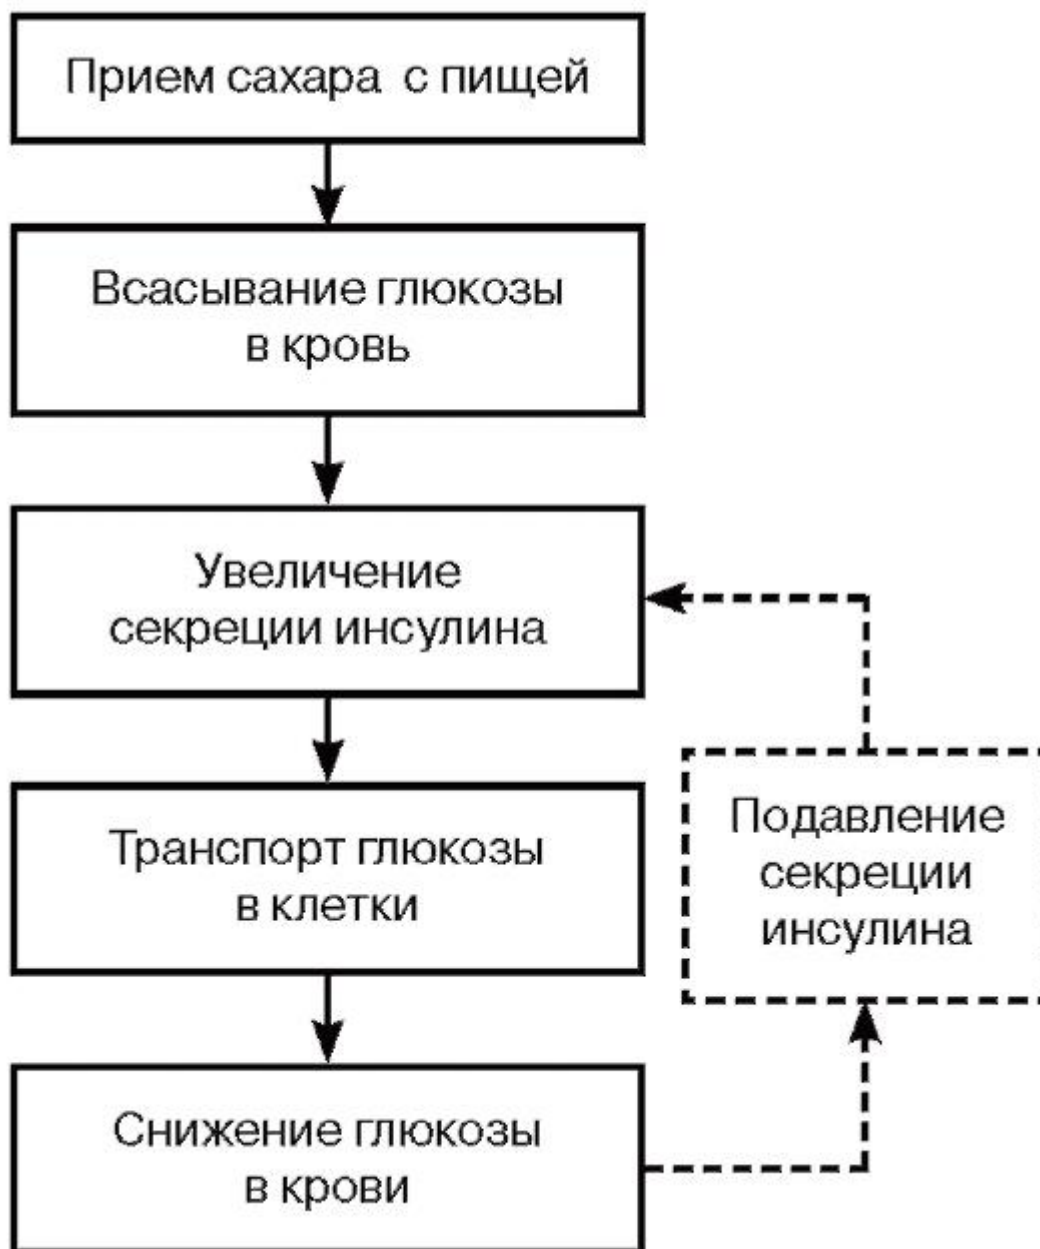 Прием сахара с пищей
Всасывание глюкозы
в кровь
Увеличение
секреции инсулина
Транспорт глюкозы
в клетки
Подавление
секреции
инсулина
Снижение глюкозы
в крови